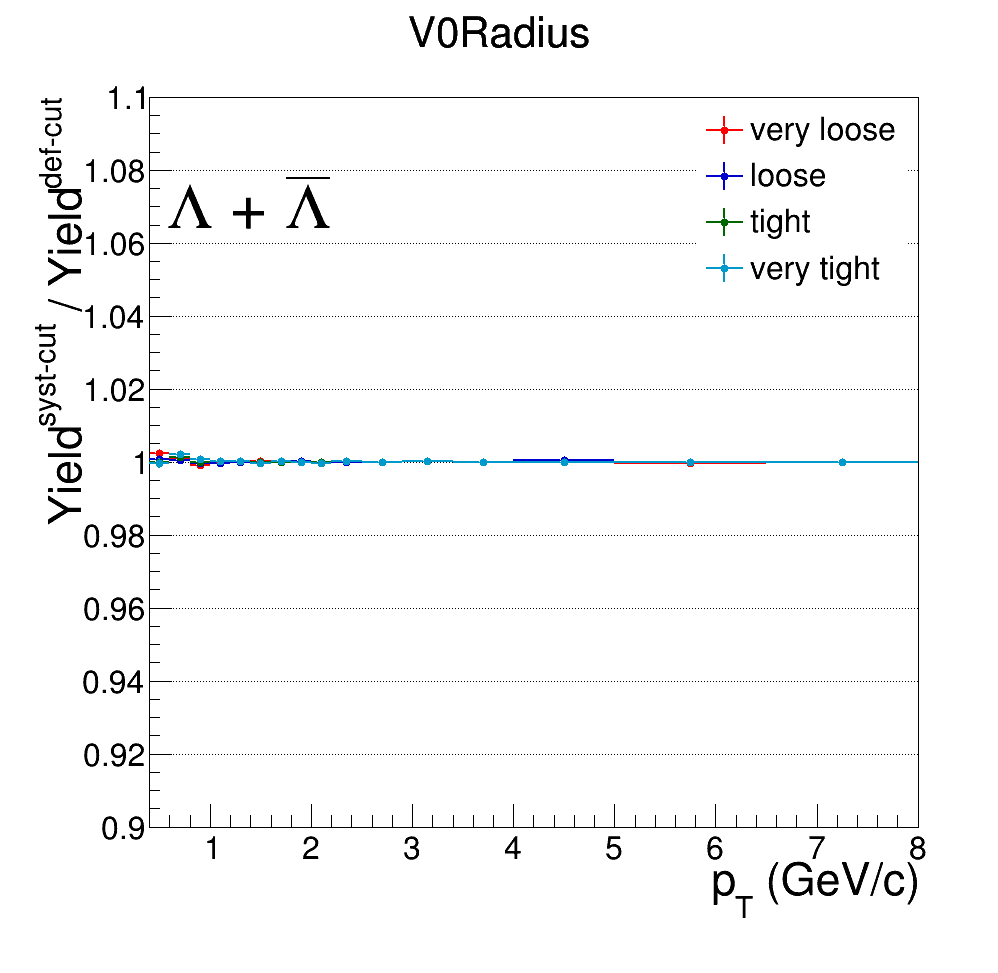 V0Radius
Yield^syst-cut / Yield^def-cut
1.1
1.08
1.06
1.04
1.02
1
0.98
0.96
0.94
0.92
0.9
Λ + Λ̅
very loose
loose
tight
very tight
1 2 3 4 5 6 7 8
p_T (GeV/c)